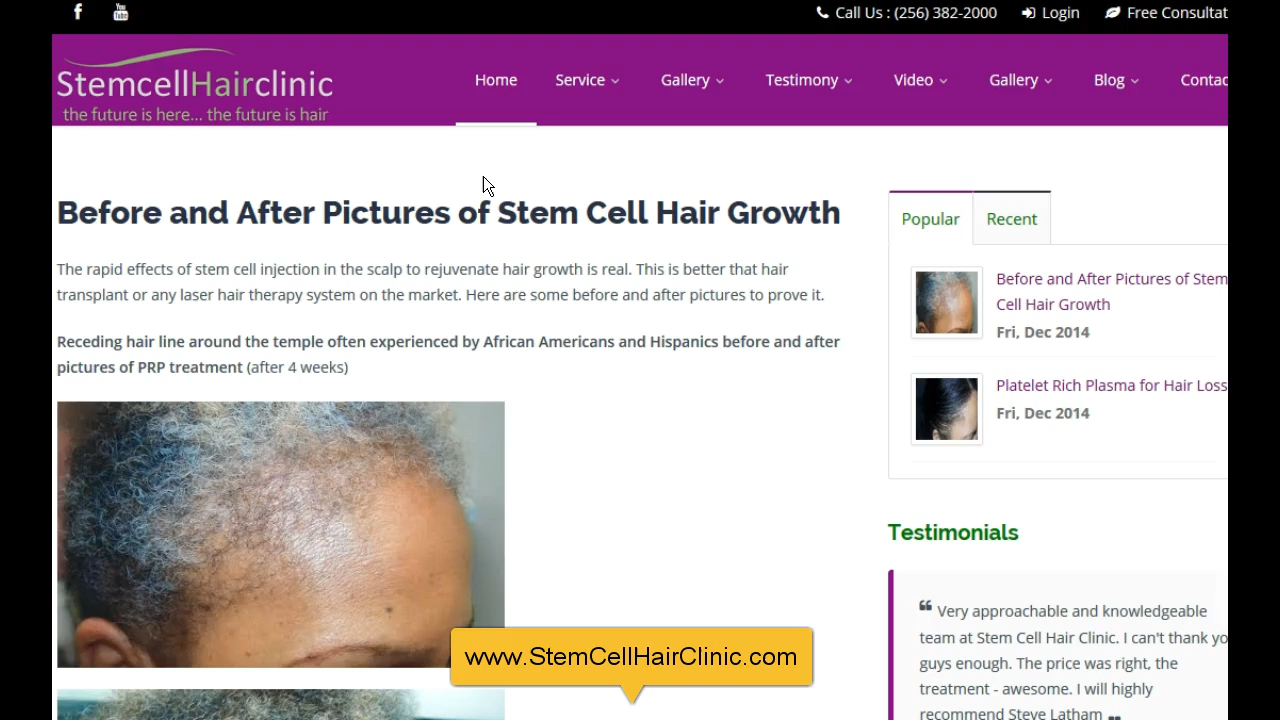 Call Us : (256) 382-2000 Login Free Consultat
StemcellHairclinic
the future is here... the future is hair
Home Service Gallery Testimony Video Gallery Blog Contac
Before and After Pictures of Stem Cell Hair Growth
The rapid effects of stem cell injection in the scalp to rejuvenate hair growth is real. This is better that hair
transplant or any laser hair therapy system on the market. Here are some before and after pictures to prove it.
Receding hair line around the temple often experienced by African Americans and Hispanics before and after
pictures of PRP treatment (after 4 weeks)
Popular Recent
Before and After Pictures of Stem
Cell Hair Growth
Fri, Dec 2014
Platelet Rich Plasma for Hair Loss
Fri, Dec 2014
Testimonials
❝ Very approachable and knowledgeable
team at Stem Cell Hair Clinic. I can't thank yo
guys enough. The price was right, the
treatment - awesome. I will highly
recommend Steve Latham ❞
www.StemCellHairClinic.com